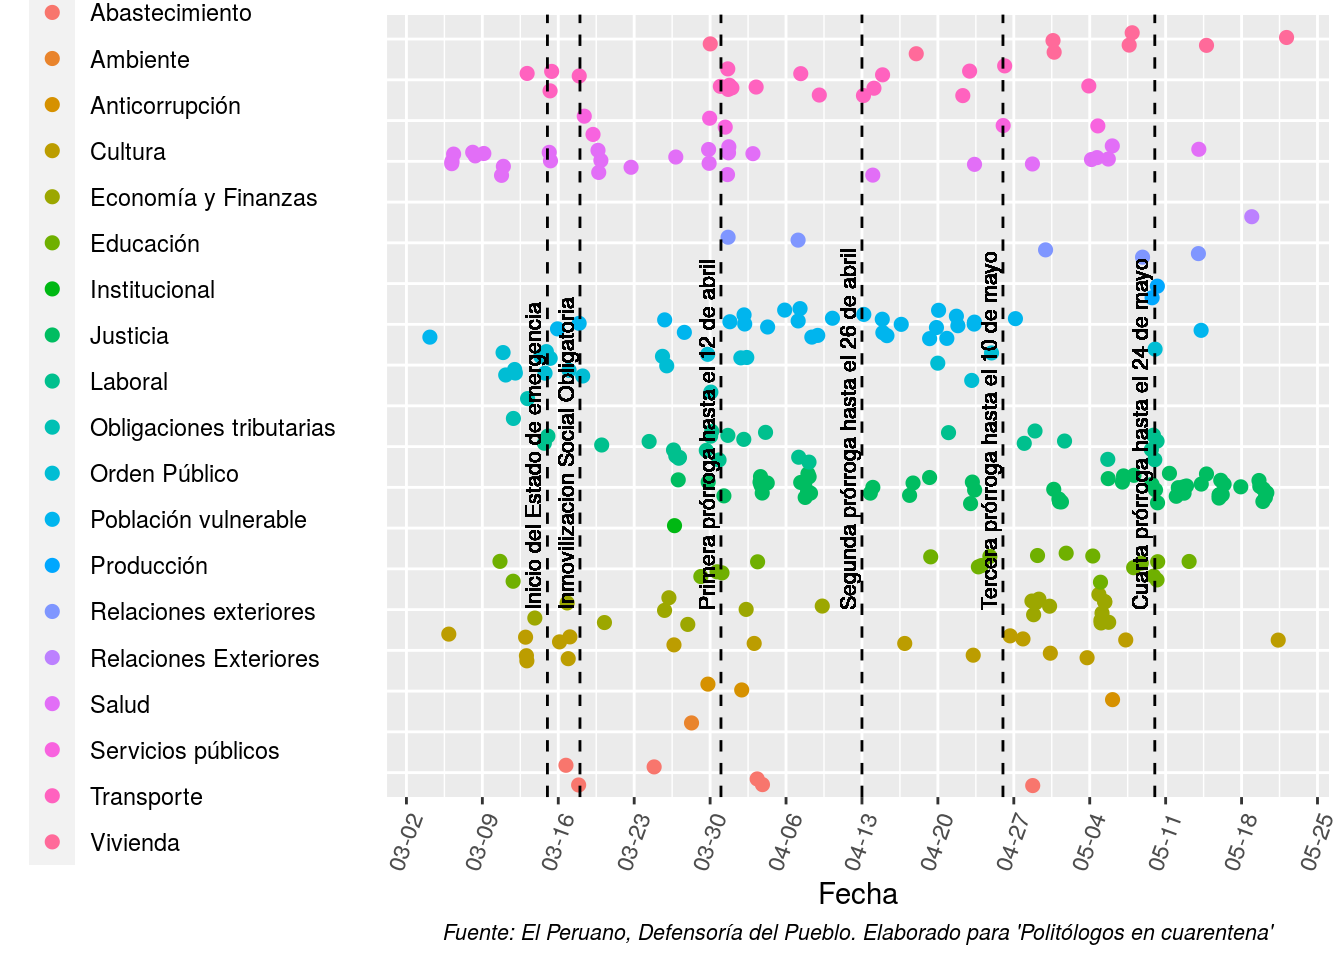 Abastecimiento
Ambiente
Anticorrupción
Cultura
Economía y Finanzas
Educación
Institucional
Justicia
Laboral
Obligaciones tributarias
Orden Público
Población vulnerable
Producción
Relaciones exteriores
Relaciones Exteriores
Salud
Servicios públicos
Transporte
Vivienda
Inicio del Estado de emergencia
Inmovilizacion Social Obligatoria
Primera prórroga hasta el 12 de abril
Segunda prórroga hasta el 26 de abril
Tercera prórroga hasta el 10 de mayo
Cuarta prórroga hasta el 24 de mayo
03-02
03-09
03-16
03-23
03-30
04-06
04-13
04-20
04-27
05-04
05-11
05-18
05-25
Fecha
Fuente: El Peruano, Defensoría del Pueblo. Elaborado para 'Politólogos en cuarentena'